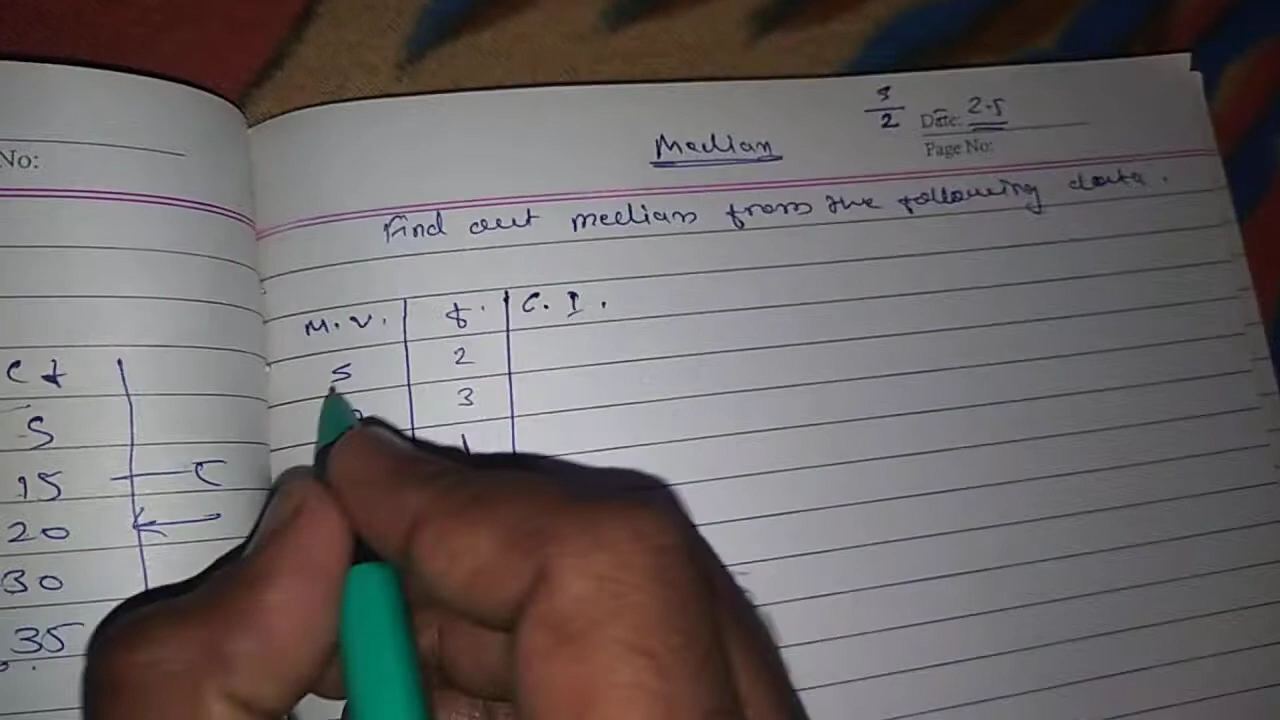 No:
C f
5
15
20
30
35
5/2
Date: 2.5
Page No:
Median
Find out median from the following data.
M.V. f. C.I.
5 2
3
1